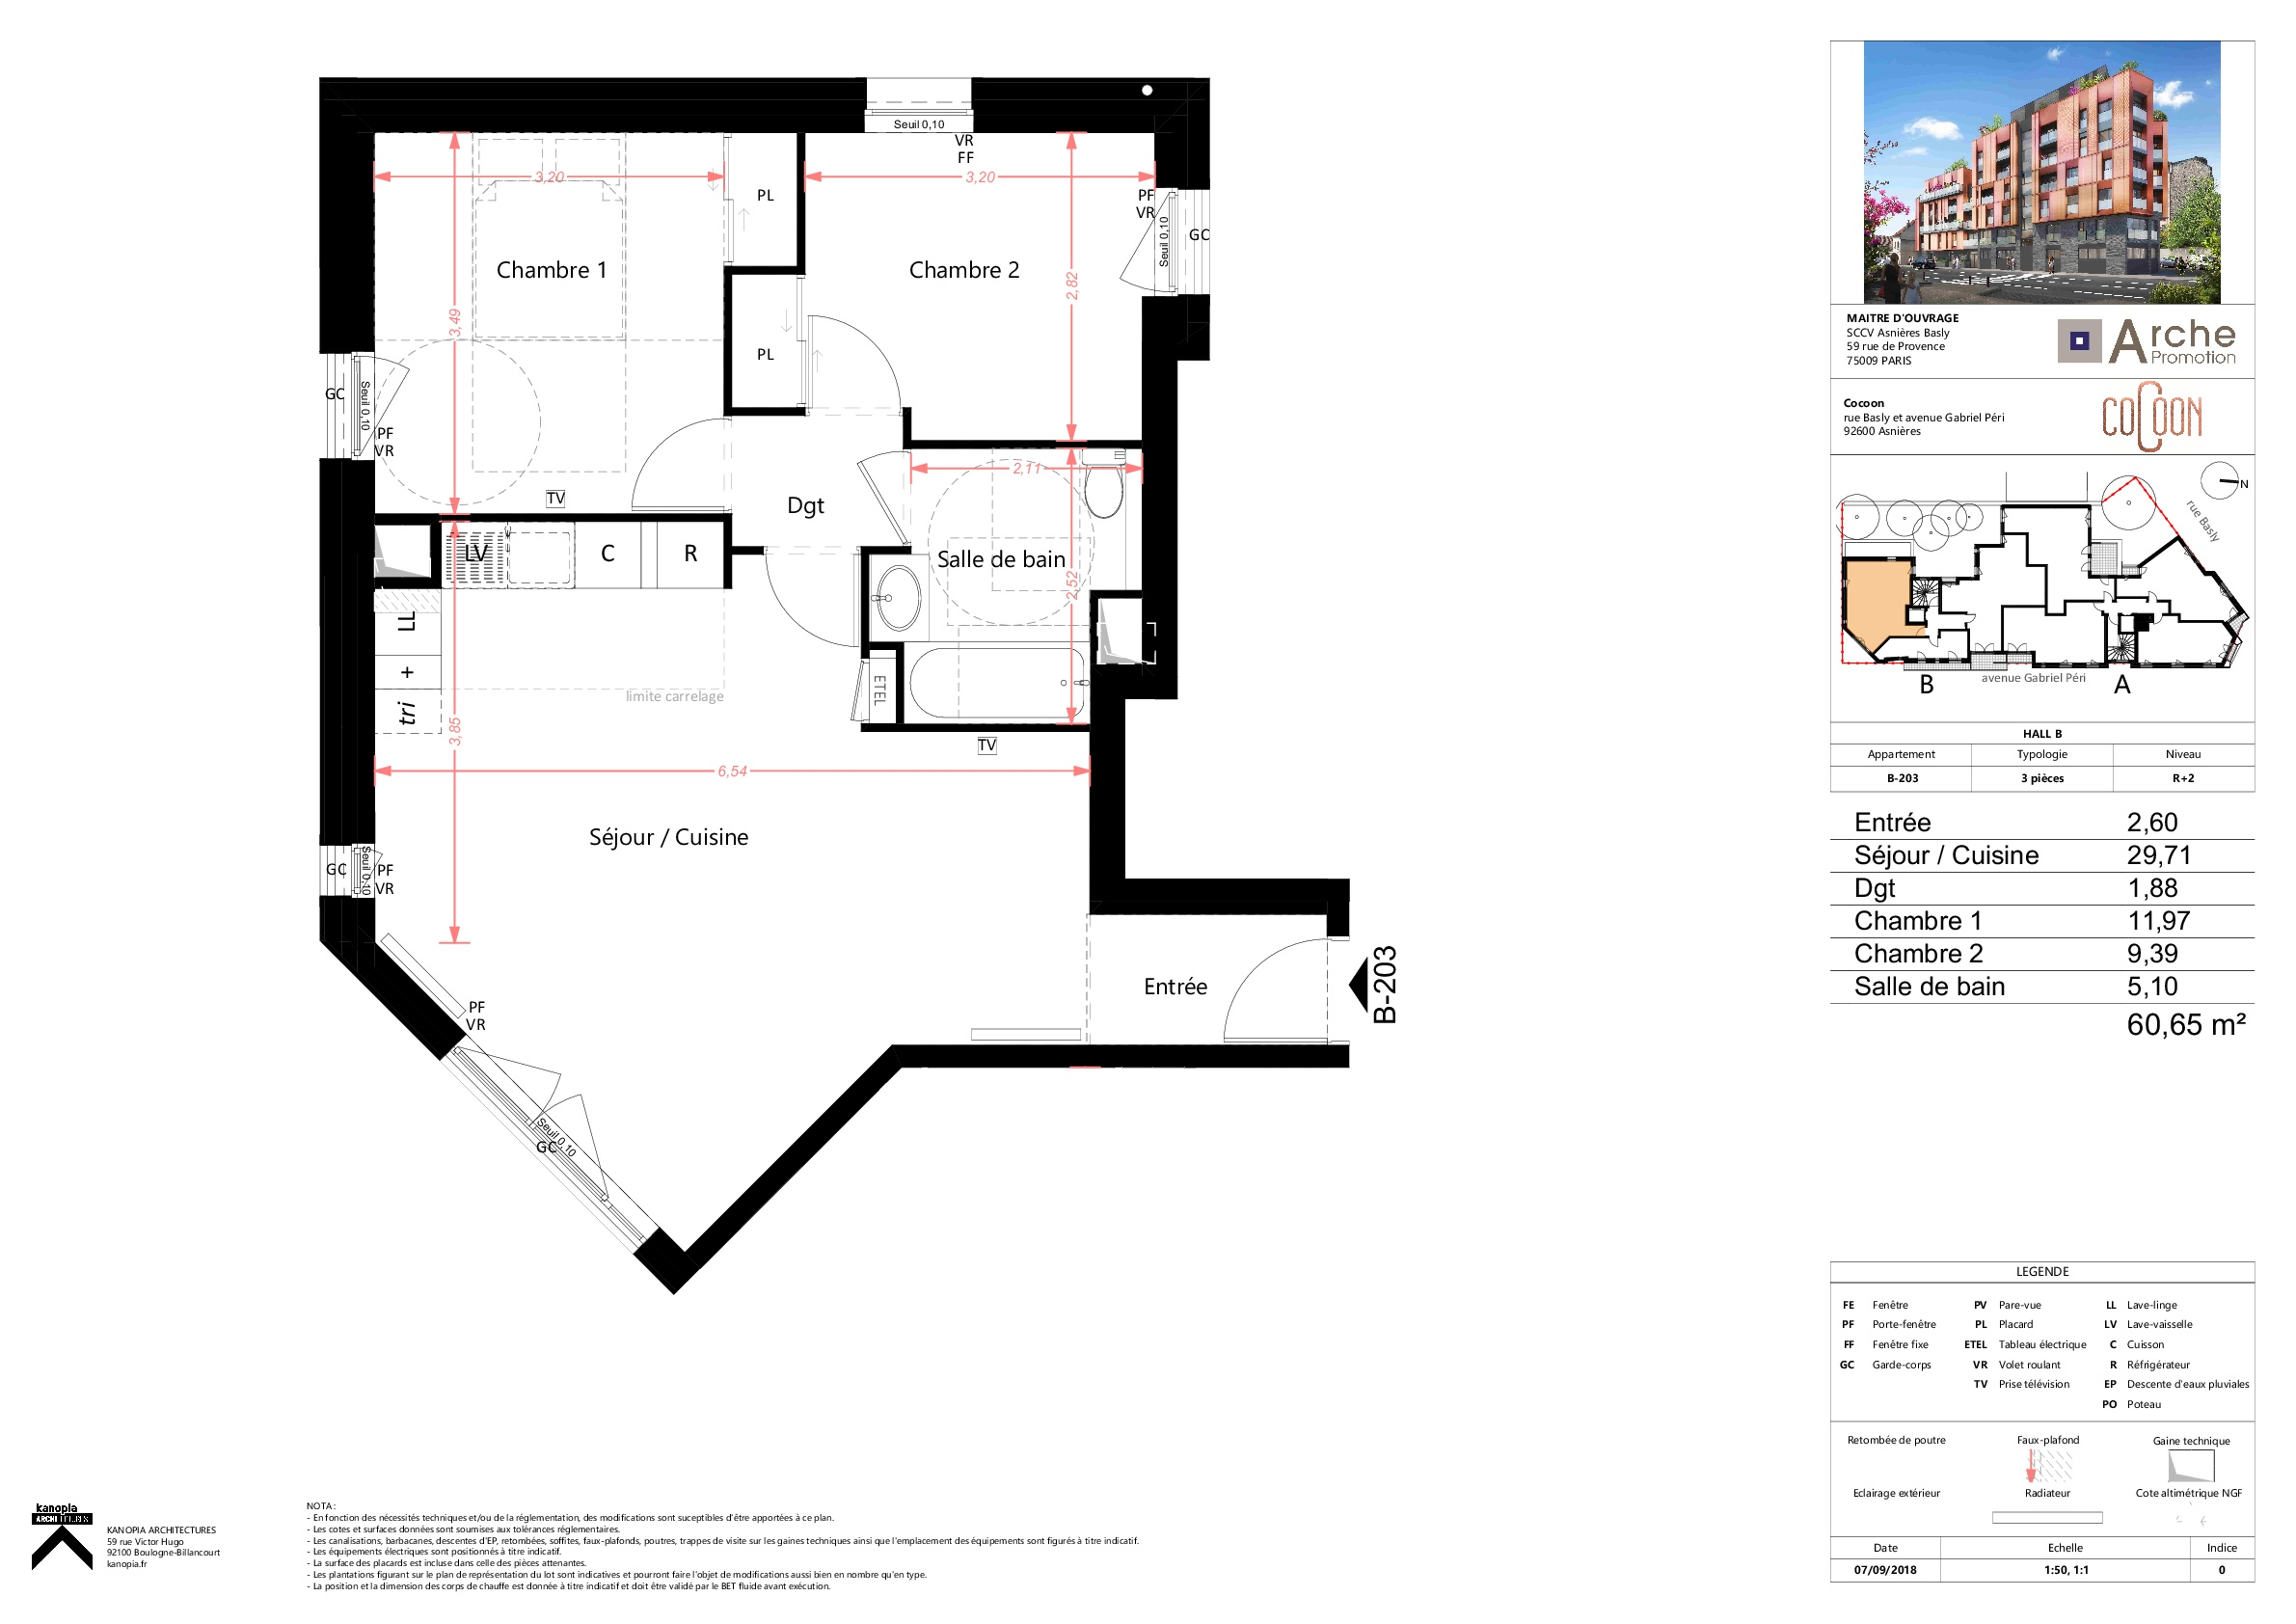 Seuil 0,10
VR
FF
3,20
3,20
PL
PF
VR
Seuil 0,10
GC
Chambre 1
Chambre 2
2,82
3,49
PL
GC
Seuil 0,10
PF
VR
2,11
TV
Dgt
LV
C
R
Salle de bain
2,52
LL
+
tri
limite carrelage
ETEL
3,85
TV
6,54
Séjour / Cuisine
GC
Seuil 0,10
PF
VR
Entrée
B-203
PF
VR
Seuil 0,10
GC
MAITRE D'OUVRAGE
SCCV Asnières Basly
59 rue de Provence
75009 PARIS
Arche
Promotion
Cocoon
rue Basly et avenue Gabriel Péri
92600 Asnières
COCOON
N
rue Basly
avenue Gabriel Péri
B
A
HALL B
Appartement Typologie Niveau
B-203 3 pièces R+2
Entrée 2,60
Séjour / Cuisine 29,71
Dgt 1,88
Chambre 1 11,97
Chambre 2 9,39
Salle de bain 5,10
60,65 m²
LEGENDE
FE Fenêtre PV Pare-vue LL Lave-linge
PF Porte-fenêtre PL Placard LV Lave-vaisselle
FF Fenêtre fixe ETEL Tableau électrique C Cuisson
GC Garde-corps VR Volet roulant R Réfrigérateur
TV Prise télévision EP Descente d'eaux pluviales
PO Poteau
Retombée de poutre Faux-plafond Gaine technique
Eclairage extérieur Radiateur Cote altimétrique NGF
Date Echelle Indice
07/09/2018 1:50, 1:1 0
kanopia
ARCHITECTURES
KANOPIA ARCHITECTURES
59 rue Victor Hugo
92100 Boulogne-Billancourt
kanopia.fr
NOTA :
- En fonction des nécessités techniques et/ou de la réglementation, des modifications sont suceptibles d'être apportées à ce plan.
- Les cotes et surfaces données sont soumises aux tolérances réglementaires.
- Les canalisations, barbacanes, descentes d'EP, retombées, soffites, faux-plafonds, poutres, trappes de visite sur les gaines techniques ainsi que l'emplacement des équipements sont figurés à titre indicatif.
- Les équipements électriques sont positionnés à titre indicatif.
- La surface des placards est incluse dans celle des pièces attenantes.
- Les plantations figurant sur le plan de représentation du lot sont indicatives et pourront faire l'objet de modifications aussi bien en nombre qu'en type.
- La position et la dimension des corps de chauffe est donnée à titre indicatif et doit être validé par le BET fluide avant exécution.